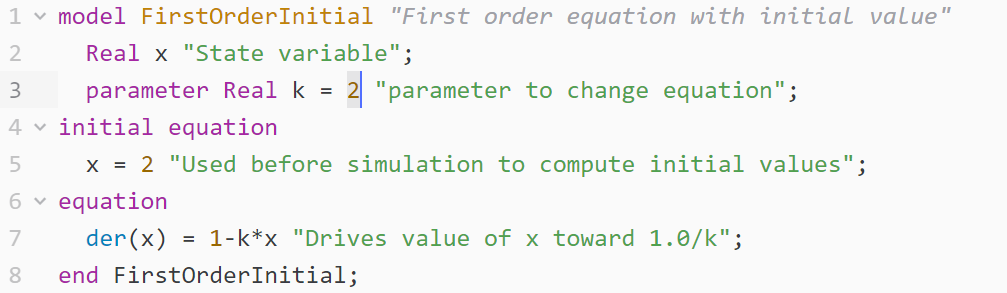 1 model FirstOrderInitial "First order equation with initial value"
2 Real x "State variable";
3 parameter Real k = 2 "parameter to change equation";
4 initial equation
5 x = 2 "Used before simulation to compute initial values";
6 equation
7 der(x) = 1-k*x "Drives value of x toward 1.0/k";
8 end FirstOrderInitial;